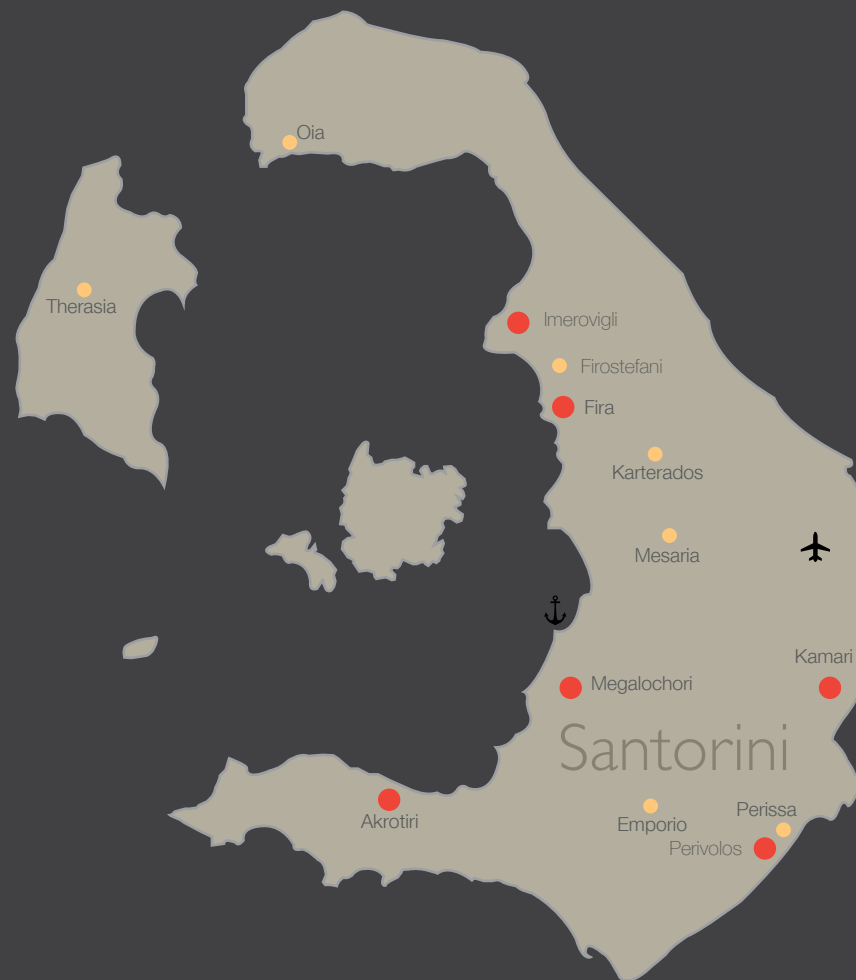 Oia
Therasia
Imerovigli
Firostefani
Fira
Karterados
Mesaria
Kamari
Megalochori
Santorini
Perissa
Akrotiri
Emporio
Perivolos